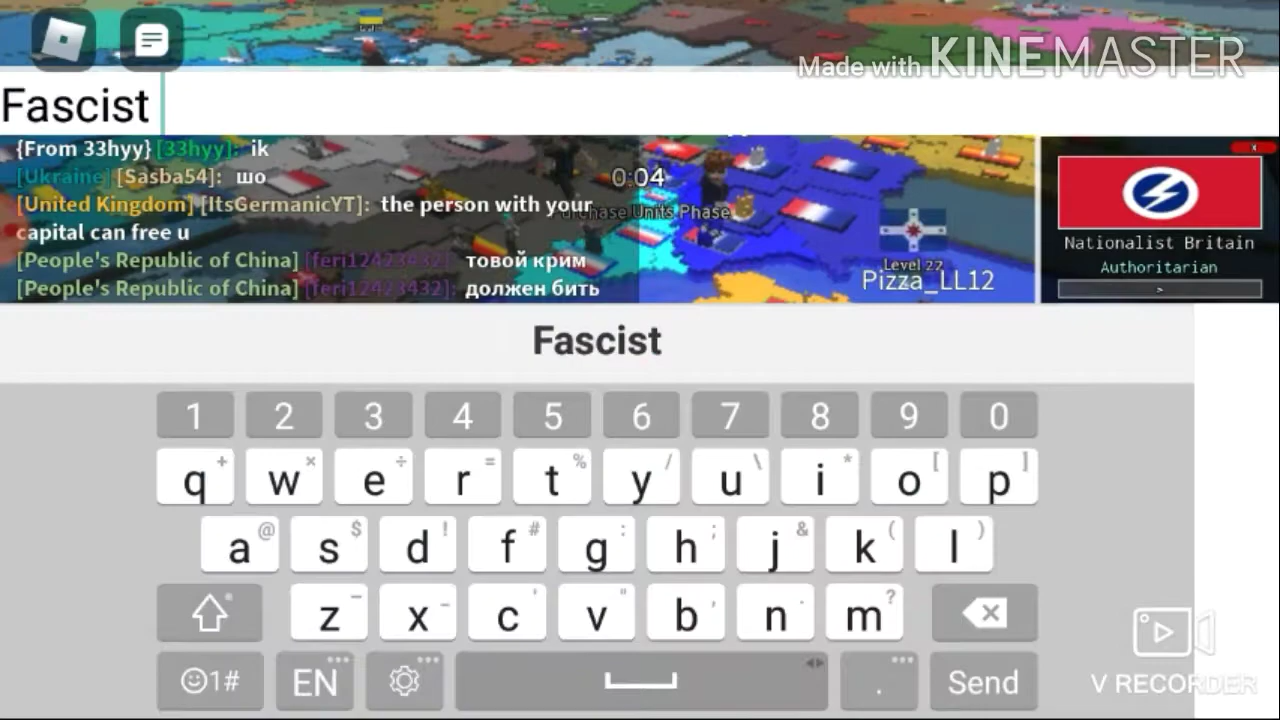 Made with KINEMASTER
Fascist
{From 33hyy} [33hyy]: ik
[Ukraine] [Sasba54]: шо
[United Kingdom] [ItsGermanicYT]: the person with your
capital can free u
[People's Republic of China] [feri12423432]: товой крим
[People's Republic of China] [feri12423432]: должен бить
0:04
Purchase Units Phase
Level 22
Pizza_LL12
x
Nationalist Britain
Authoritarian
>
Fascist
1 2 3 4 5 6 7 8 9 0
q + w × e ÷ r = t % y / u \ i * o [ p ]
a @ s $ d ! f # g : h ; j & k ( l )
z - x _ c ' v " b , n . m ?
☺1# EN . Send
V RECORDER